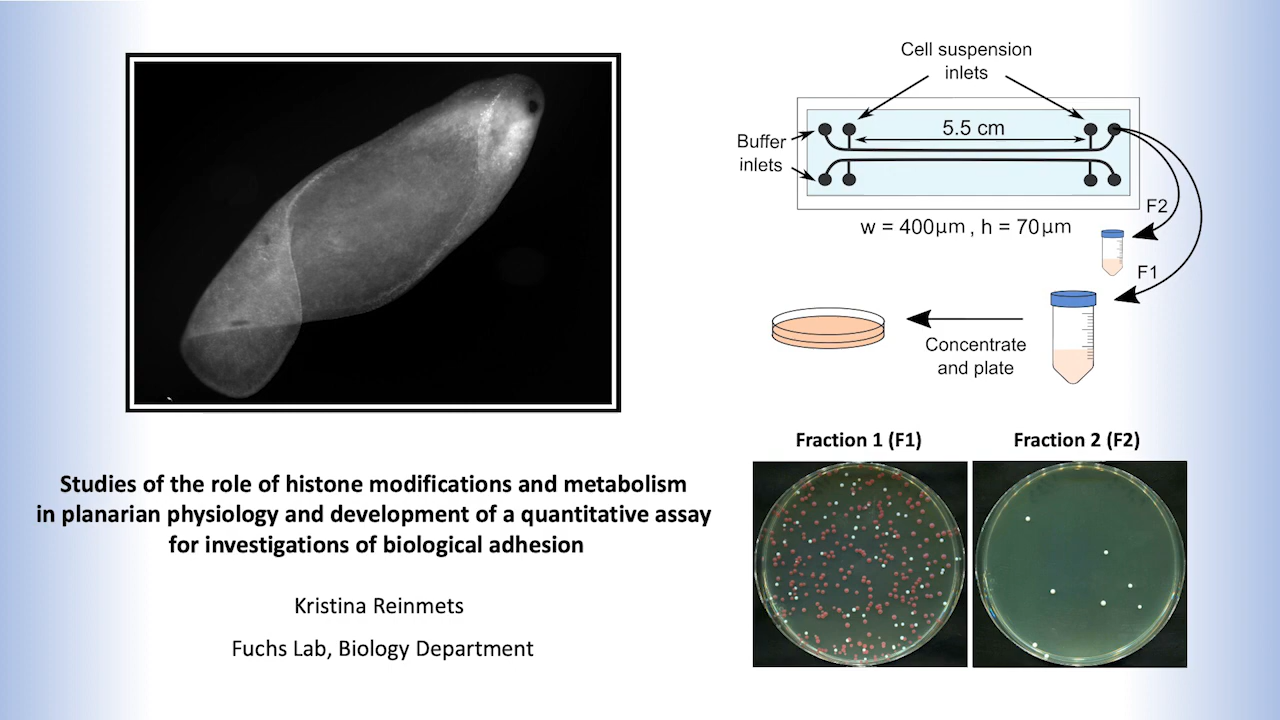 Studies of the role of histone modifications and metabolism
in planarian physiology and development of a quantitative assay
for investigations of biological adhesion
Kristina Reinmets
Fuchs Lab, Biology Department
Cell suspension
inlets
Buffer
inlets
5.5 cm
w = 400µm , h = 70µm
F2
F1
Concentrate
and plate
Fraction 1 (F1)
Fraction 2 (F2)